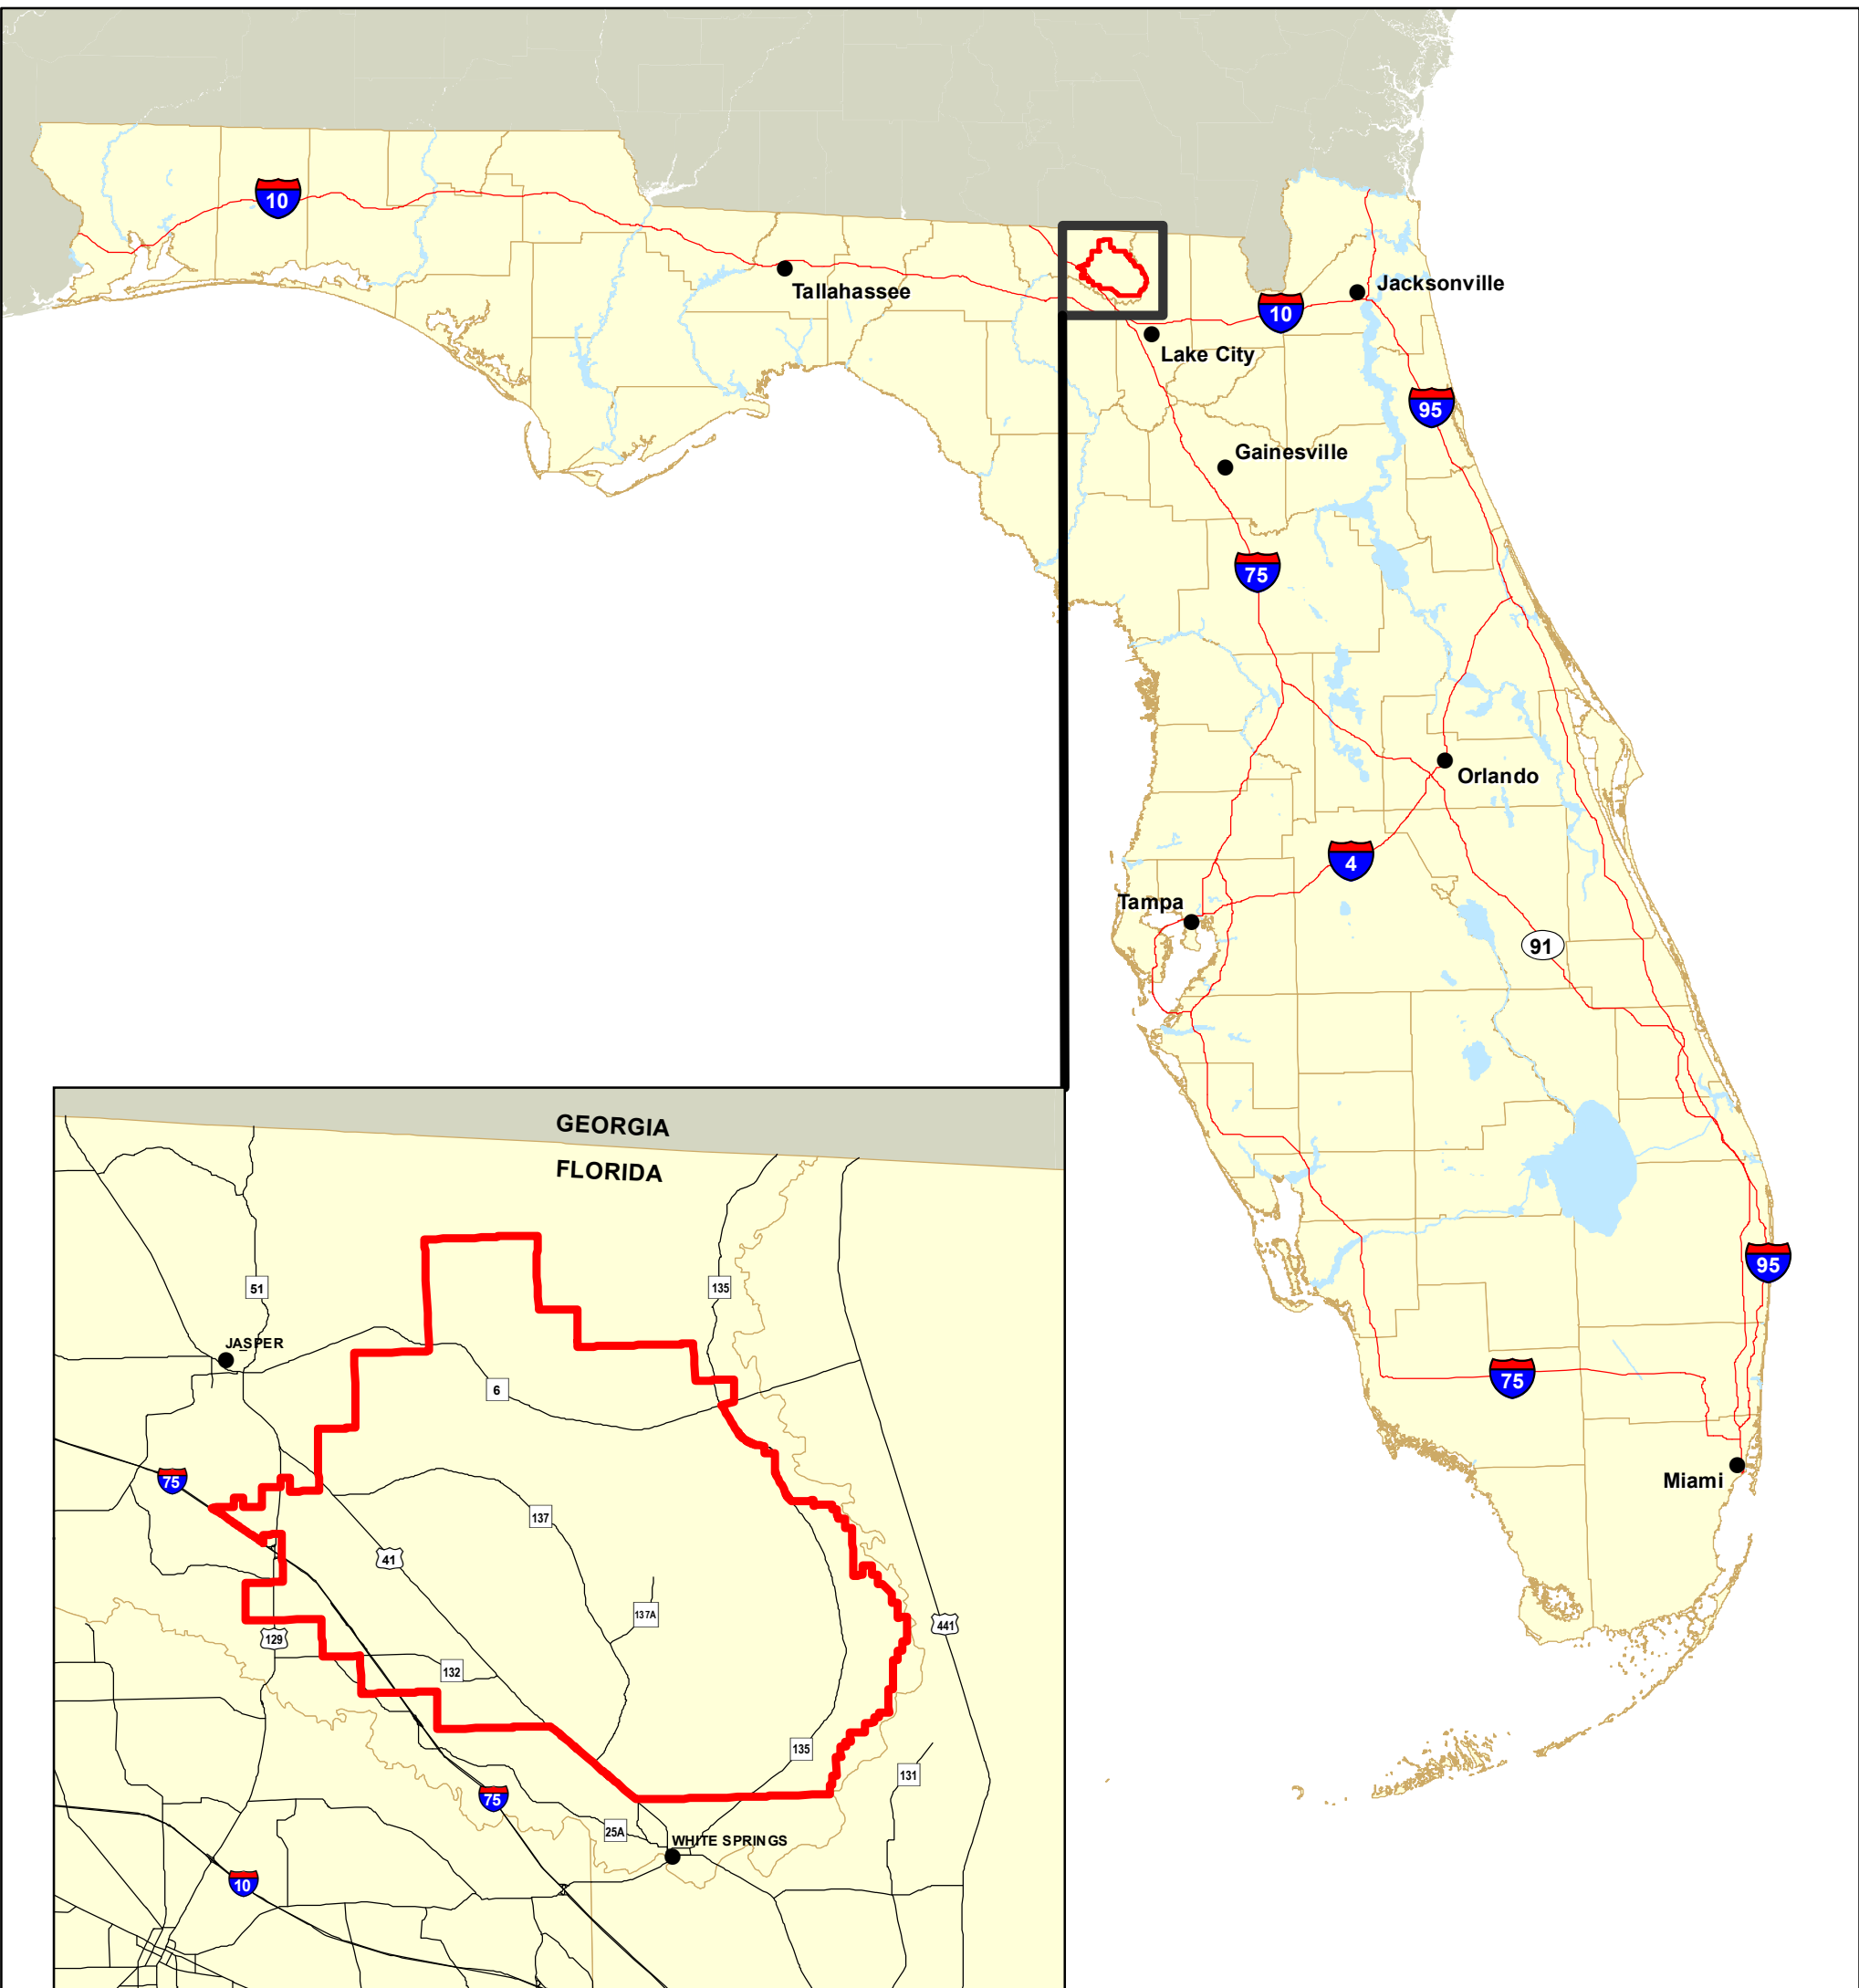 10
Tallahassee
Jacksonville
10
Lake City
95
Gainesville
75
Orlando
4
Tampa
91
95
75
Miami
GEORGIA
FLORIDA
51
135
JASPER
6
75
137
41
137A
441
129
132
135
131
75
25A
WHITE SPRINGS
10